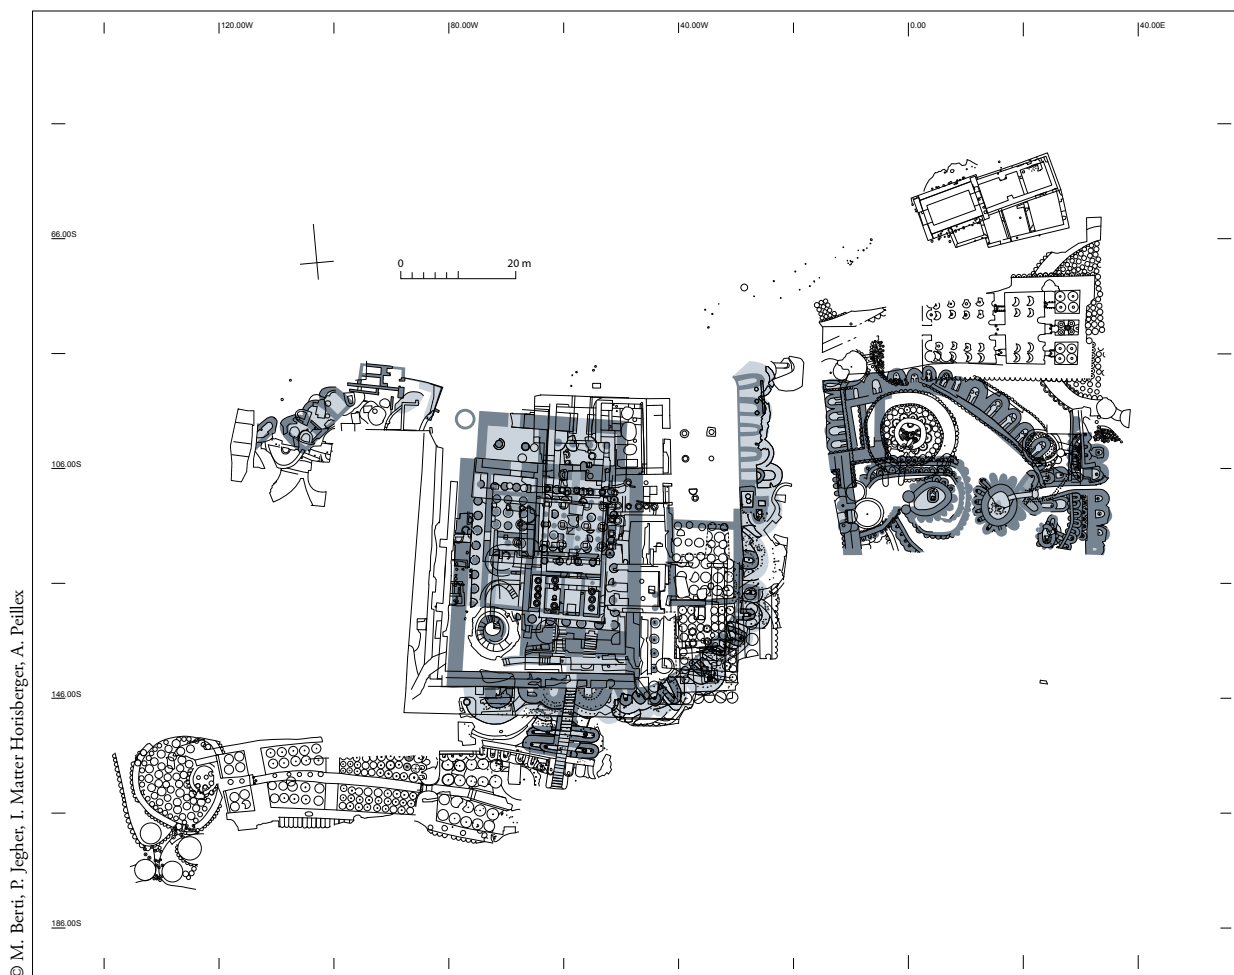 120.00W
80.00W
40.00W
0.00
40.00E
66.00S
0
20 m
106.00S
146.00S
186.00S
© M. Berti, P. Jegher, I. Matter Horisberger, A. Peillex